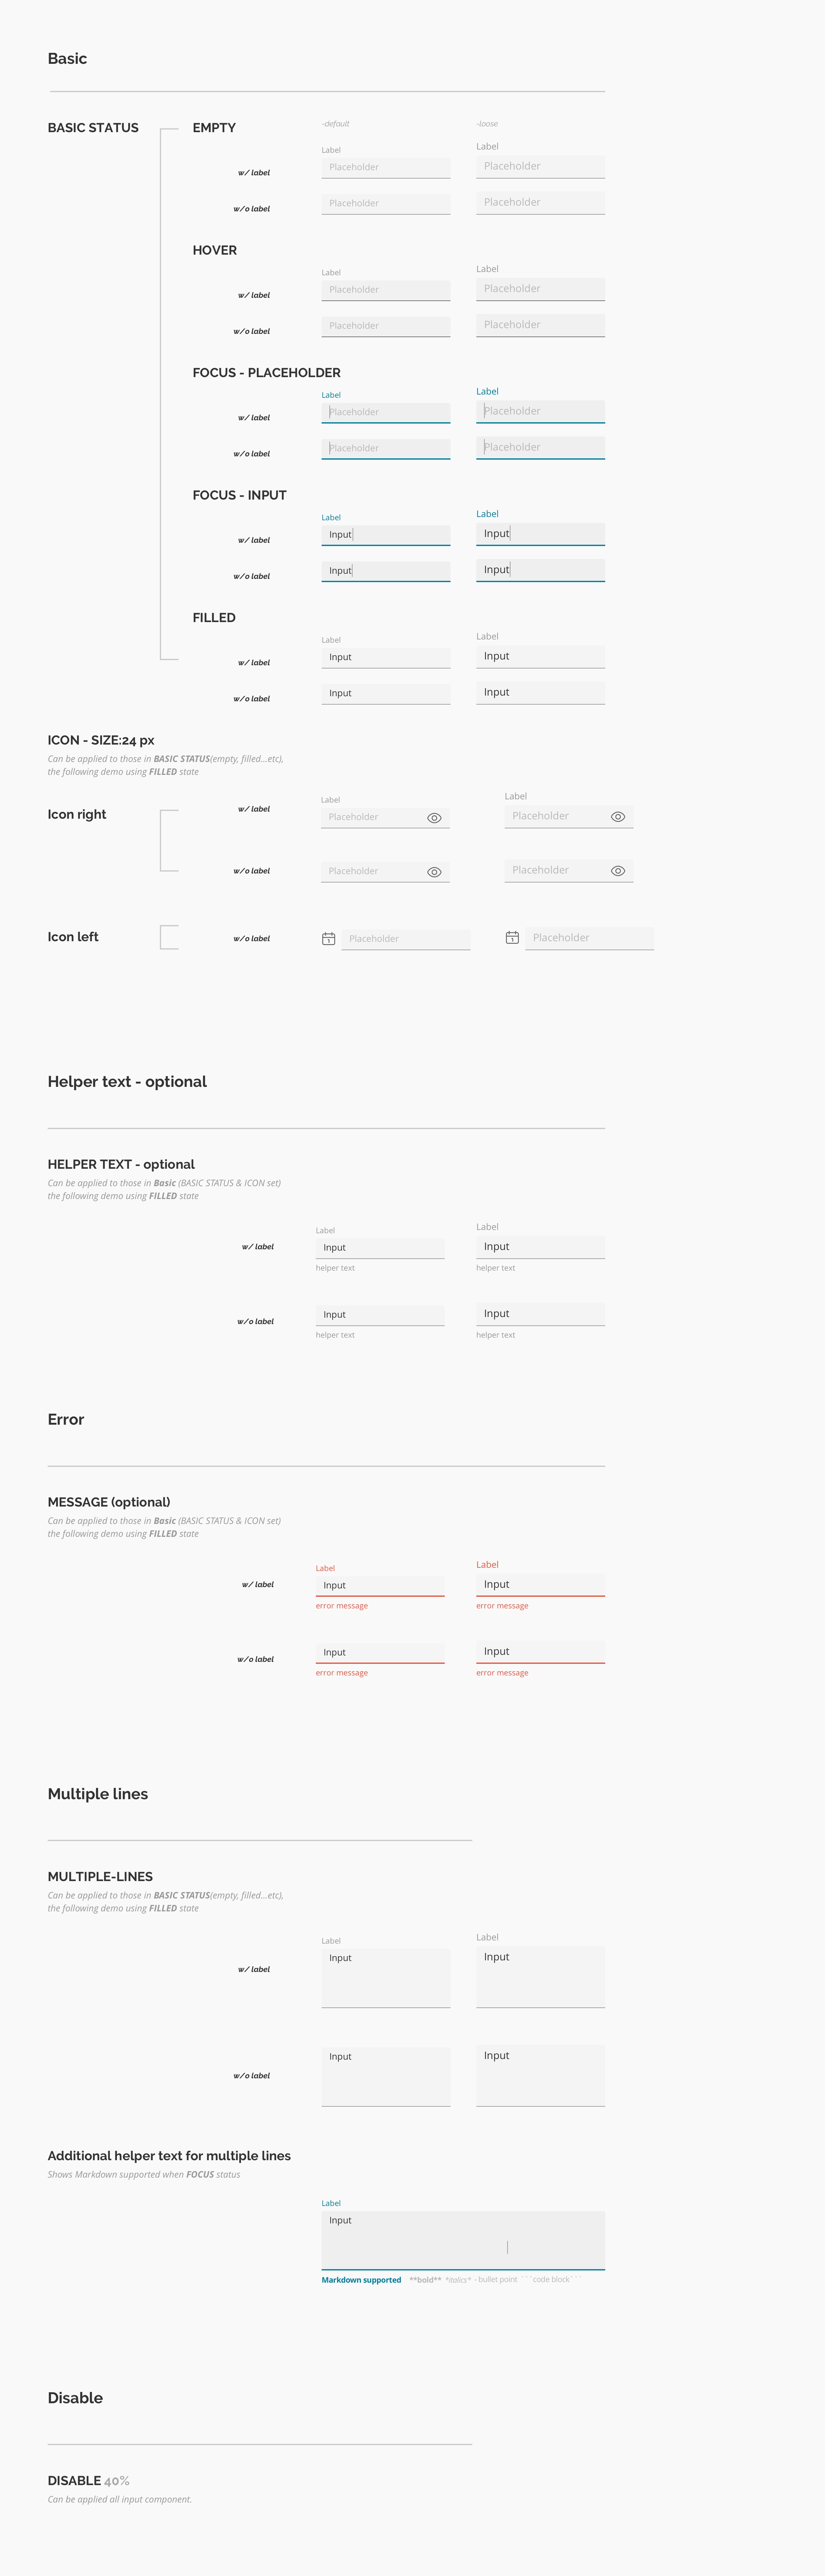 Basic
BASIC STATUS
EMPTY
-default
-loose
Label
Label
w/ label
Placeholder
Placeholder
w/o label
Placeholder
Placeholder
HOVER
Label
Label
w/ label
Placeholder
Placeholder
w/o label
Placeholder
Placeholder
FOCUS - PLACEHOLDER
Label
Label
w/ label
Placeholder
Placeholder
w/o label
Placeholder
Placeholder
FOCUS - INPUT
Label
Label
w/ label
Input
Input
w/o label
Input
Input
FILLED
Label
Label
w/ label
Input
Input
w/o label
Input
Input
ICON - SIZE:24 px
Can be applied to those in BASIC STATUS(empty, filled...etc),
the following demo using FILLED state
Icon right
Label
Label
w/ label
Placeholder
Placeholder
w/o label
Placeholder
Placeholder
Icon left
w/o label
1
Placeholder
1
Placeholder
Helper text - optional
HELPER TEXT - optional
Can be applied to those in Basic (BASIC STATUS & ICON set)
the following demo using FILLED state
Label
Label
w/ label
Input
Input
helper text
helper text
w/o label
Input
Input
helper text
helper text
Error
MESSAGE (optional)
Can be applied to those in Basic (BASIC STATUS & ICON set)
the following demo using FILLED state
Label
Label
w/ label
Input
Input
error message
error message
w/o label
Input
Input
error message
error message
Multiple lines
MULTIPLE-LINES
Can be applied to those in BASIC STATUS(empty, filled...etc),
the following demo using FILLED state
Label
Label
w/ label
Input
Input
w/o label
Input
Input
Additional helper text for multiple lines
Shows Markdown supported when FOCUS status
Label
Input
Markdown supported **bold** *italics* - bullet point ```code block```
Disable
DISABLE 40%
Can be applied all input component.